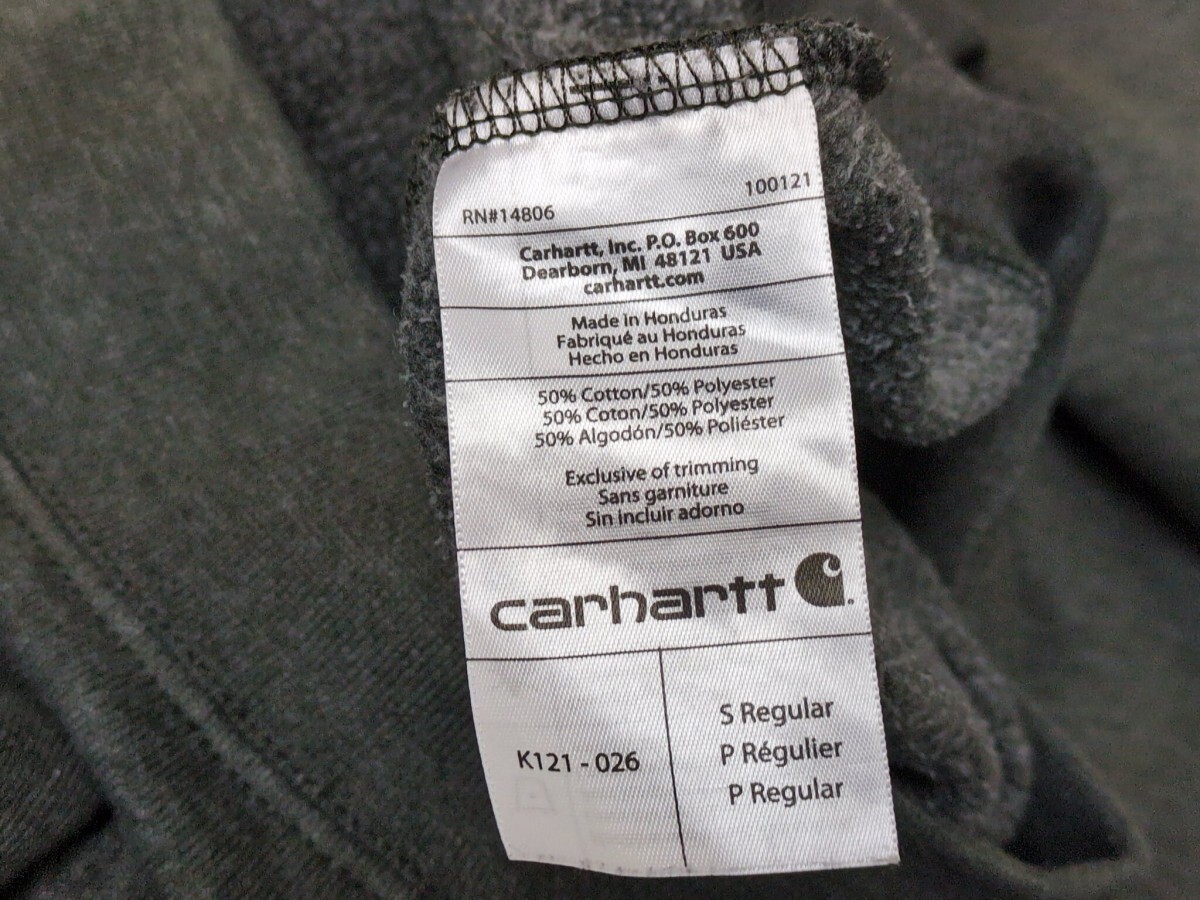 RN#14806 100121
Carhartt, Inc. P.O. Box 600
Dearborn, MI 48121 USA
carhartt.com
Made in Honduras
Fabriqué au Honduras
Hecho en Honduras
50% Cotton/50% Polyester
50% Coton/50% Polyester
50% Algodón/50% Poliéster
Exclusive of trimming
Sans garniture
Sin incluir adorno
carhartt
K121 - 026
S Regular
P Régulier
P Regular